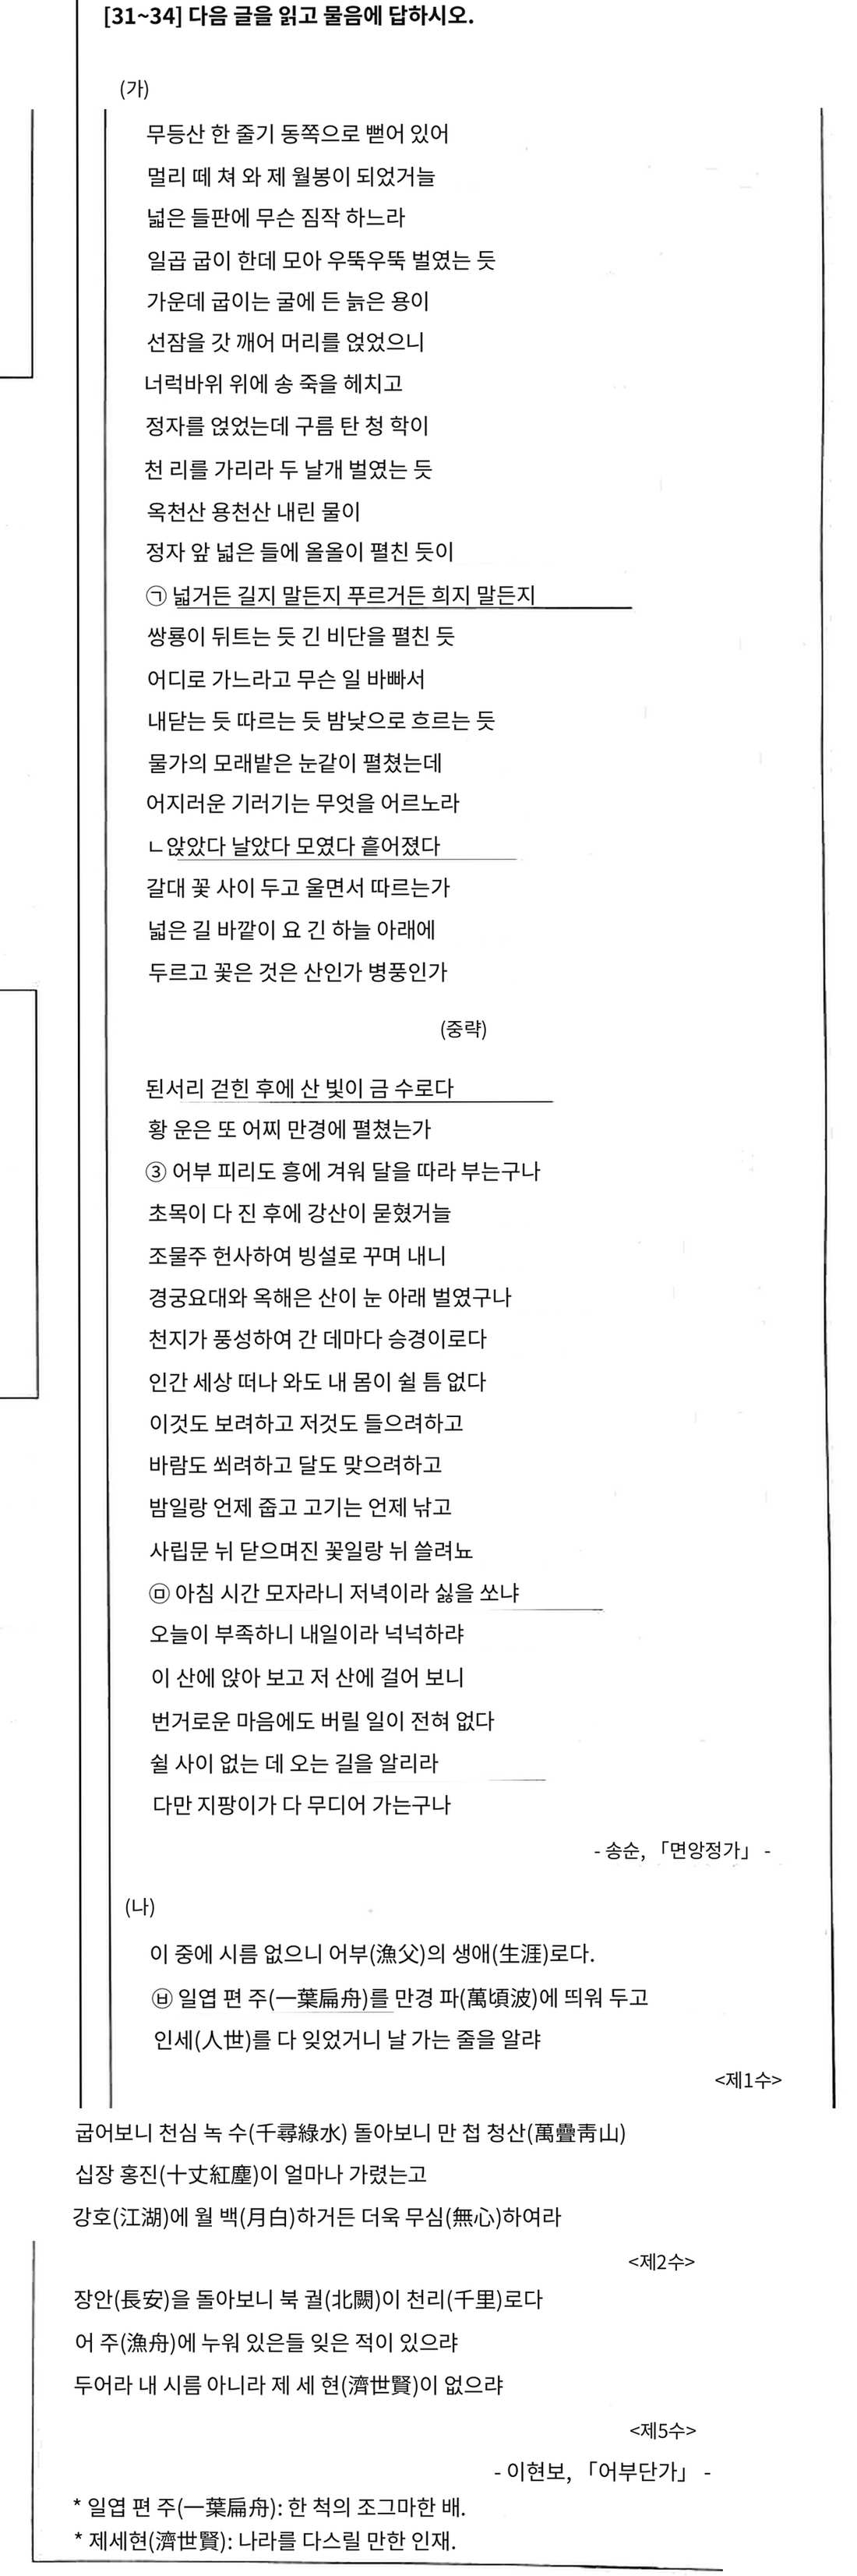 [31~34] 다음 글을 읽고 물음에 답하시오.
(가)
무등산 한 줄기 동쪽으로 뻗어 있어
멀리 떼 쳐 와 제 월봉이 되었거늘
넓은 들판에 무슨 짐작 하느라
일곱 굽이 한데 모아 우뚝우뚝 벌였는 듯
가운데 굽이는 굴에 든 늙은 용이
선잠을 갓 깨어 머리를 얹었으니
너럭바위 위에 송 죽을 헤치고
정자를 얹었는데 구름 탄 청 학이
천 리를 가리라 두 날개 벌였는 듯
옥천산 용천산 내린 물이
정자 앞 넓은 들에 올올이 펼친 듯이
㉠ 넓거든 길지 말든지 푸르거든 희지 말든지
쌍룡이 뒤트는 듯 긴 비단을 펼친 듯
어디로 가느라고 무슨 일 바빠서
내닫는 듯 따르는 듯 밤낮으로 흐르는 듯
물가의 모래밭은 눈같이 펼쳤는데
어지러운 기러기는 무엇을 어르노라
ㄴ앉았다 날았다 모였다 흩어졌다
갈대 꽃 사이 두고 울면서 따르는가
넓은 길 바깥이 요 긴 하늘 아래에
두르고 꽃은 것은 산인가 병풍인가
(중략)
된서리 걷힌 후에 산 빛이 금 수로다
황 운은 또 어찌 만경에 펼쳤는가
③ 어부 피리도 흥에 겨워 달을 따라 부는구나
초목이 다 진 후에 강산이 묻혔거늘
조물주 헌사하여 빙설로 꾸며 내니
경궁요대와 옥해은 산이 눈 아래 벌였구나
천지가 풍성하여 간 데마다 승경이로다
인간 세상 떠나 와도 내 몸이 쉴 틈 없다
이것도 보려하고 저것도 들으려하고
바람도 쐬려하고 달도 맞으려하고
밤일랑 언제 줍고 고기는 언제 낚고
사립문 뉘 닫으며진 꽃일랑 뉘 쓸려뇨
㉤ 아침 시간 모자라니 저녁이라 싫을 쏘냐
오늘이 부족하니 내일이라 넉넉하랴
이 산에 앉아 보고 저 산에 걸어 보니
번거로운 마음에도 버릴 일이 전혀 없다
쉴 사이 없는 데 오는 길을 알리라
다만 지팡이가 다 무디어 가는구나
- 송순, 「면앙정가」 -
(나)
이 중에 시름 없으니 어부(漁父)의 생애(生涯)로다.
㉥ 일엽 편 주(一葉扁舟)를 만경 파(萬頃波)에 띄워 두고
인세(人世)를 다 잊었거니 날 가는 줄을 알랴
<제1수>
굽어보니 천심 녹 수(千尋綠水) 돌아보니 만 첩 청산(萬疊靑山)
십장 홍진(十丈紅塵)이 얼마나 가렸는고
강호(江湖)에 월 백(月白)하거든 더욱 무심(無心)하여라
<제2수>
장안(長安)을 돌아보니 북 궐(北闕)이 천리(千里)로다
어 주(漁舟)에 누워 있은들 잊은 적이 있으랴
두어라 내 시름 아니라 제 세 현(濟世賢)이 없으랴
<제5수>
- 이현보, 「어부단가」 -
* 일엽 편 주(一葉扁舟): 한 척의 조그마한 배.
* 제세현(濟世賢): 나라를 다스릴 만한 인재.